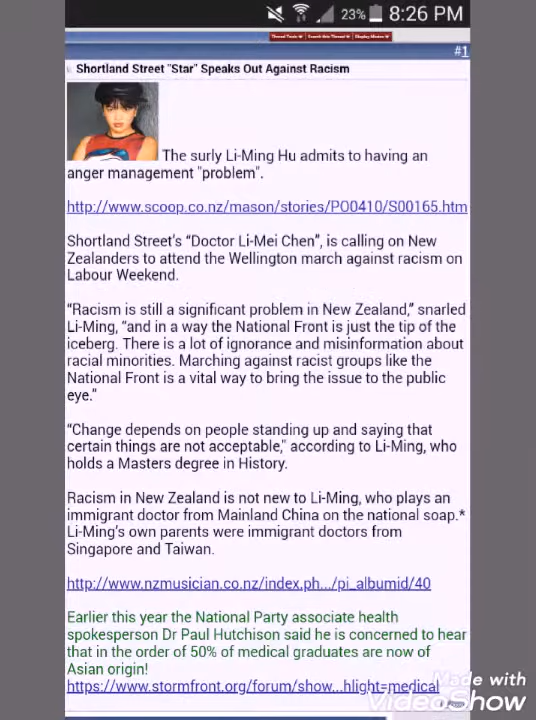 23% 8:26 PM
Thread Tools Search this Thread Display Modes
#1
Shortland Street "Star" Speaks Out Against Racism
The surly Li-Ming Hu admits to having an
anger management "problem".
http://www.scoop.co.nz/mason/stories/PO0410/S00165.htm
Shortland Street's “Doctor Li-Mei Chen”, is calling on New
Zealanders to attend the Wellington march against racism on
Labour Weekend.
“Racism is still a significant problem in New Zealand,” snarled
Li-Ming, “and in a way the National Front is just the tip of the
iceberg. There is a lot of ignorance and misinformation about
racial minorities. Marching against racist groups like the
National Front is a vital way to bring the issue to the public
eye.”
“Change depends on people standing up and saying that
certain things are not acceptable,” according to Li-Ming, who
holds a Masters degree in History.
Racism in New Zealand is not new to Li-Ming, who plays an
immigrant doctor from Mainland China on the national soap.*
Li-Ming's own parents were immigrant doctors from
Singapore and Taiwan.
http://www.nzmusician.co.nz/index.ph.../pi_albumid/40
Earlier this year the National Party associate health
spokesperson Dr Paul Hutchison said he is concerned to hear
that in the order of 50% of medical graduates are now of
Asian origin!
https://www.stormfront.org/forum/show...hlight=medical
Made with
VideoShow